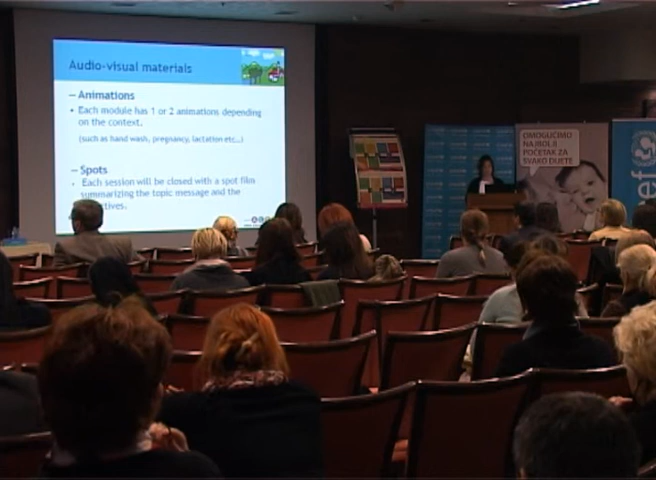 Audio-visual materials
– Animations
• Each module has 1 or 2 animations depending
on the context.
(such as hand wash, pregnancy, lactation etc…)
– Spots
• Each session will be closed with a spot film
summarizing the topic message and the
OMOGUĆIMO
NAJBOLJI
POČETAK ZA
SVAKO DIJETE